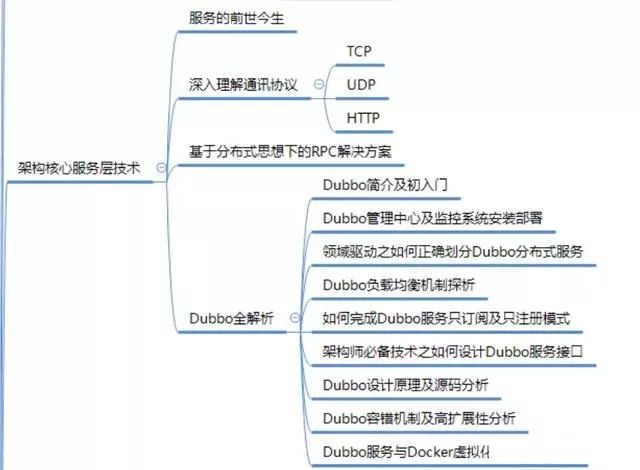 服务的前世今生
深入理解通讯协议
TCP
UDP
HTTP
架构核心服务层技术
基于分布式思想下的RPC解决方案
Dubbo全解析
Dubbo简介及初入门
Dubbo管理中心及监控系统安装部署
领域驱动之如何正确划分Dubbo分布式服务
Dubbo负载均衡机制探析
如何完成Dubbo服务只订阅及只注册模式
架构师必备技术之如何设计Dubbo服务接口
Dubbo设计原理及源码分析
Dubbo容错机制及高扩展性分析
Dubbo服务与Docker虚拟化